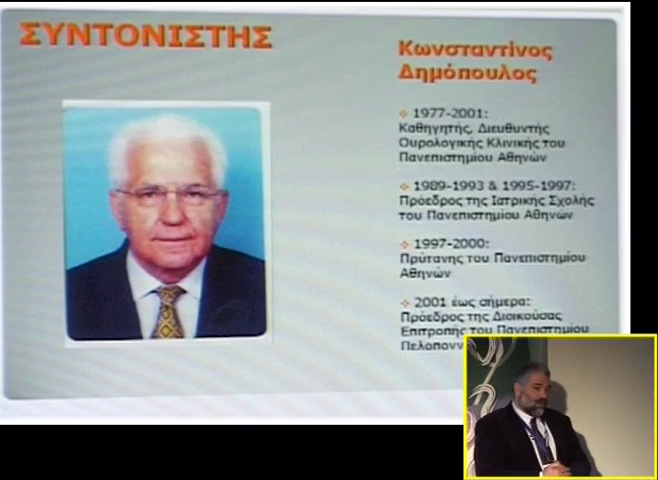 ΣΥΝΤΟΝΙΣΤΗΣ
Κωνσταντίνος
Δημόπουλος
1977-2001:
Καθηγητής, Διευθυντής
Ουρολογικής Κλινικής του
Πανεπιστημίου Αθηνών
1989-1993 & 1995-1997:
Πρόεδρος της Ιατρικής Σχολής
του Πανεπιστημίου Αθηνών
1997-2000:
Πρύτανης του Πανεπιστημίου
Αθηνών
2001 έως σήμερα:
Πρόεδρος της Διοικούσας
Επιτροπής του Πανεπιστημίου